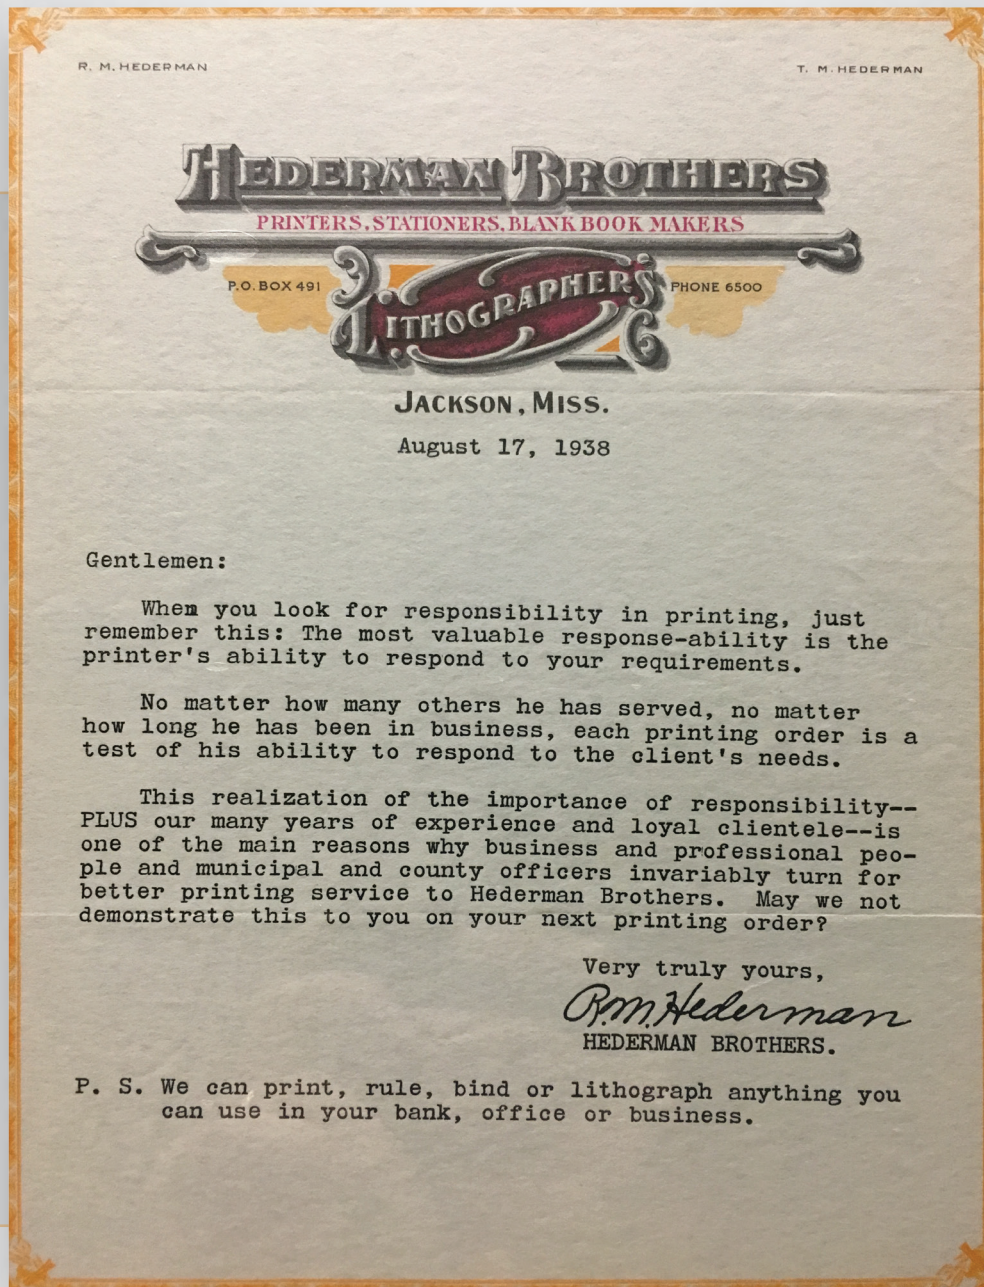 R. M. HEDERMAN
T. M. HEDERMAN
HEDERMAN BROTHERS
PRINTERS, STATIONERS, BLANK BOOK MAKERS
P.O. BOX 491
LITHOGRAPHERS
PHONE 6500
JACKSON, MISS.
August 17, 1938
Gentlemen:
When you look for responsibility in printing, just
remember this: The most valuable response-ability is the
printer's ability to respond to your requirements.
No matter how many others he has served, no matter
how long he has been in business, each printing order is a
test of his ability to respond to the client's needs.
This realization of the importance of responsibility--
PLUS our many years of experience and loyal clientele--is
one of the main reasons why business and professional peo-
ple and municipal and county officers invariably turn for
better printing service to Hederman Brothers. May we not
demonstrate this to you on your next printing order?
Very truly yours,
R.M. Hederman
HEDERMAN BROTHERS.
P. S. We can print, rule, bind or lithograph anything you
can use in your bank, office or business.